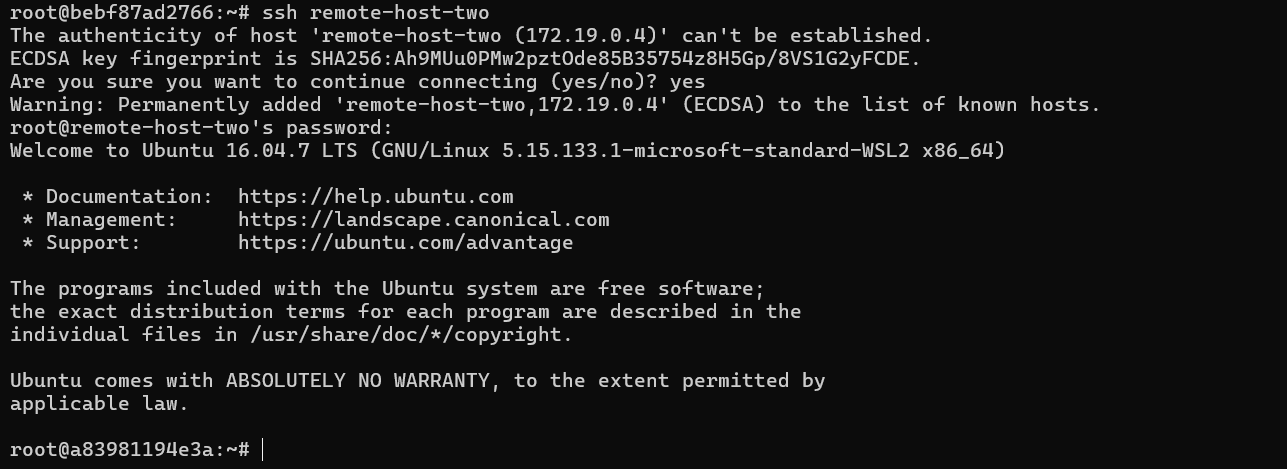 root@bebf87ad2766:~# ssh remote-host-two
The authenticity of host 'remote-host-two (172.19.0.4)' can't be established.
ECDSA key fingerprint is SHA256:Ah9MUu0PMw2pztOde85B35754z8H5Gp/8VS1G2yFCDE.
Are you sure you want to continue connecting (yes/no)? yes
Warning: Permanently added 'remote-host-two,172.19.0.4' (ECDSA) to the list of known hosts.
root@remote-host-two's password:
Welcome to Ubuntu 16.04.7 LTS (GNU/Linux 5.15.133.1-microsoft-standard-WSL2 x86_64)

 * Documentation:  https://help.ubuntu.com
 * Management:     https://landscape.canonical.com
 * Support:        https://ubuntu.com/advantage

The programs included with the Ubuntu system are free software;
the exact distribution terms for each program are described in the
individual files in /usr/share/doc/*/copyright.

Ubuntu comes with ABSOLUTELY NO WARRANTY, to the extent permitted by
applicable law.

root@a83981194e3a:~#